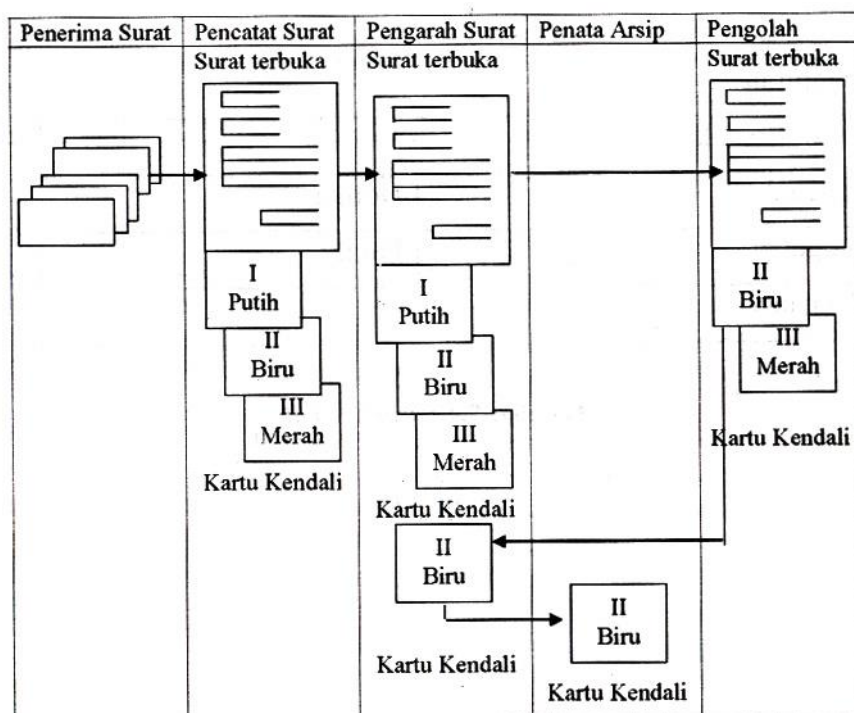 Penerima Surat
Pencatat Surat
Pengarah Surat
Penata Arsip
Pengolah
Surat terbuka
Surat terbuka
Surat terbuka
I
Putih
II
Biru
III
Merah
Kartu Kendali
I
Putih
II
Biru
III
Merah
Kartu Kendali
II
Biru
III
Merah
Kartu Kendali
II
Biru
Kartu Kendali
II
Biru
Kartu Kendali